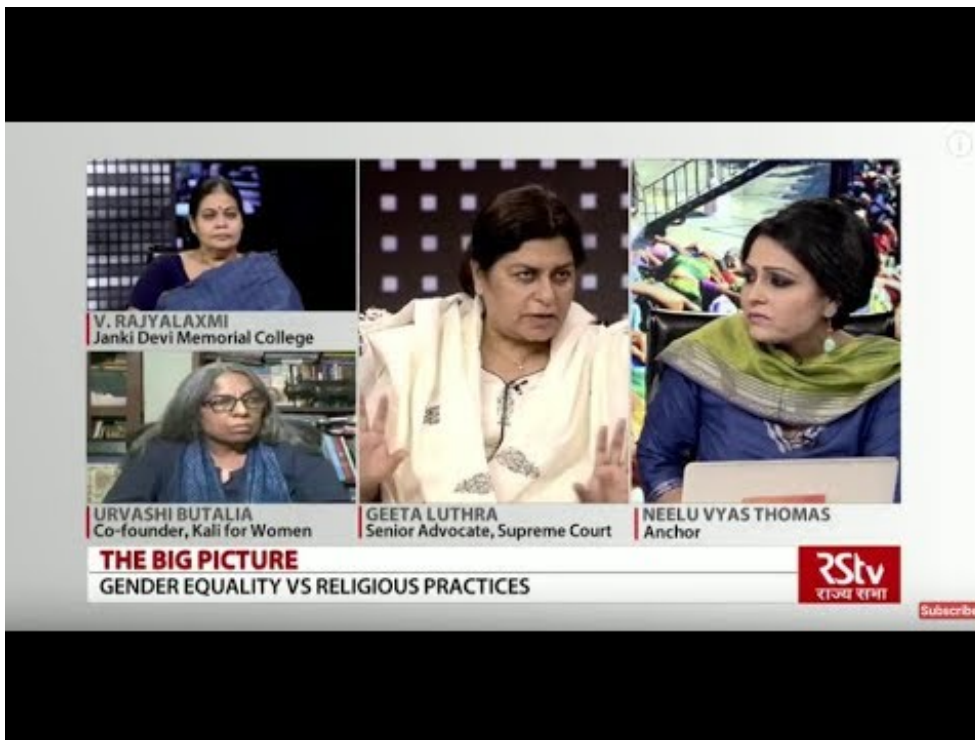 V. RAJYALAXMI
Janki Devi Memorial College
URVASHI BUTALIA
Co-founder, Kali for Women
GEETA LUTHRA
Senior Advocate, Supreme Court
NEELU VYAS THOMAS
Anchor
THE BIG PICTURE
GENDER EQUALITY VS RELIGIOUS PRACTICES
RStv
राज्य सभा
Subscribe